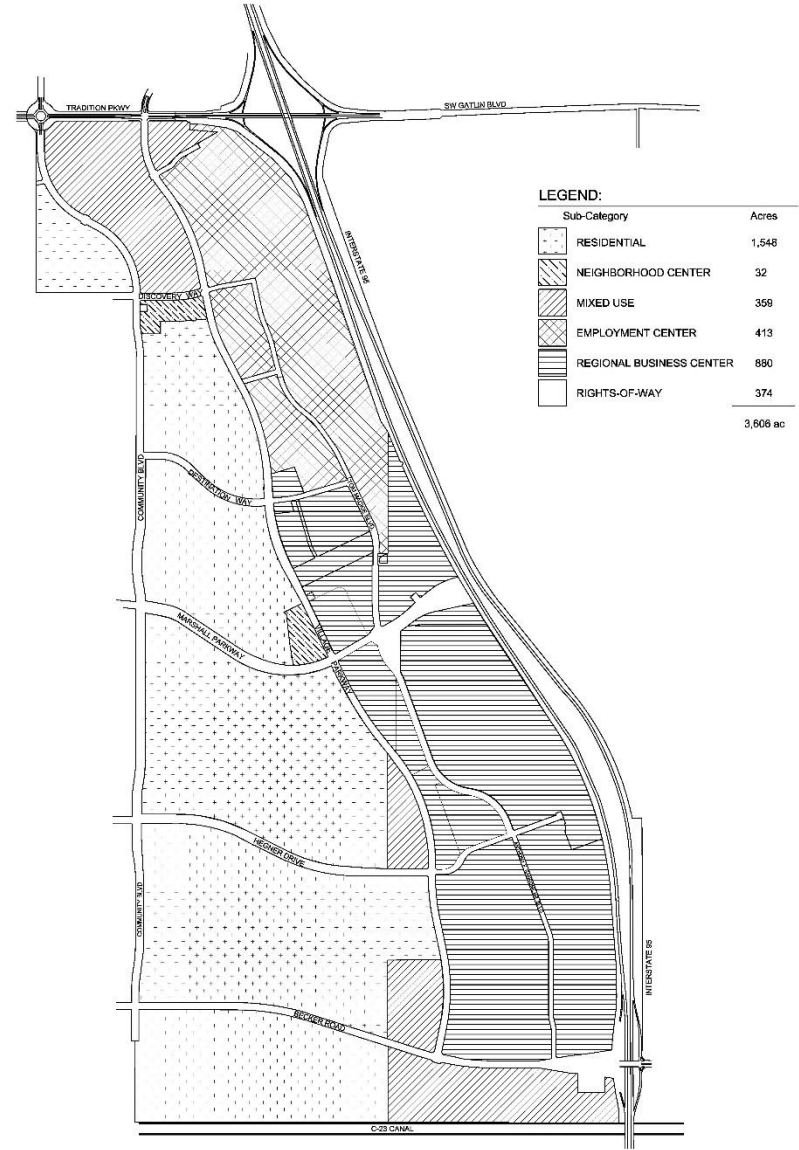 TRADITION PKWY
SW GATLIN BLVD
INTERSTATE 95
LEGEND:
Sub-Category Acres
RESIDENTIAL 1,548
NEIGHBORHOOD CENTER 32
MIXED USE 359
EMPLOYMENT CENTER 413
REGIONAL BUSINESS CENTER 880
RIGHTS-OF-WAY 374
3,606 ac
DISCOVERY WAY
COMMUNITY BLVD
DESTINATION WAY
MARSHALL PARKWAY
VILLAGE PARKWAY
HEGNER DRIVE
COMMUNITY BLVD
INTERSTATE 95
BECKER ROAD
C-23 CANAL